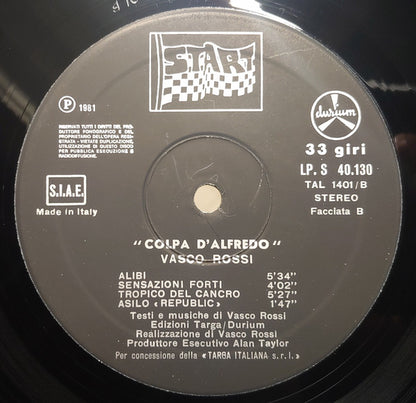 START
℗ 1981
RISERVATI TUTTI I DIRITTI DEL PRO-
DUTTORE FONOGRAFICO E DEL
PROPRIETARIO DELL'OPERA REGI-
STRATA - VIETATE DUPLICAZIONE,
UTILIZZAZIONE DI QUESTO DISCO
PER PUBBLICA ESECUZIONE E
RADIODIFFUSIONE.
S.I.A.E.
Made in Italy
durium
33 giri
LP. S 40.130
TAL 1401/B
STEREO
Facciata B
"COLPA D'ALFREDO"
VASCO ROSSI
ALIBI 5'34"
SENSAZIONI FORTI 4'02"
TROPICO DEL CANCRO 5'27"
ASILO «REPUBLIC» 1'47"
Testi e musiche di Vasco Rossi
Edizioni Targa/Durium
Realizzazione di Vasco Rossi
Produttore Esecutivo Alan Taylor
Per concessione della «TARGA ITALIANA s.r.l.»